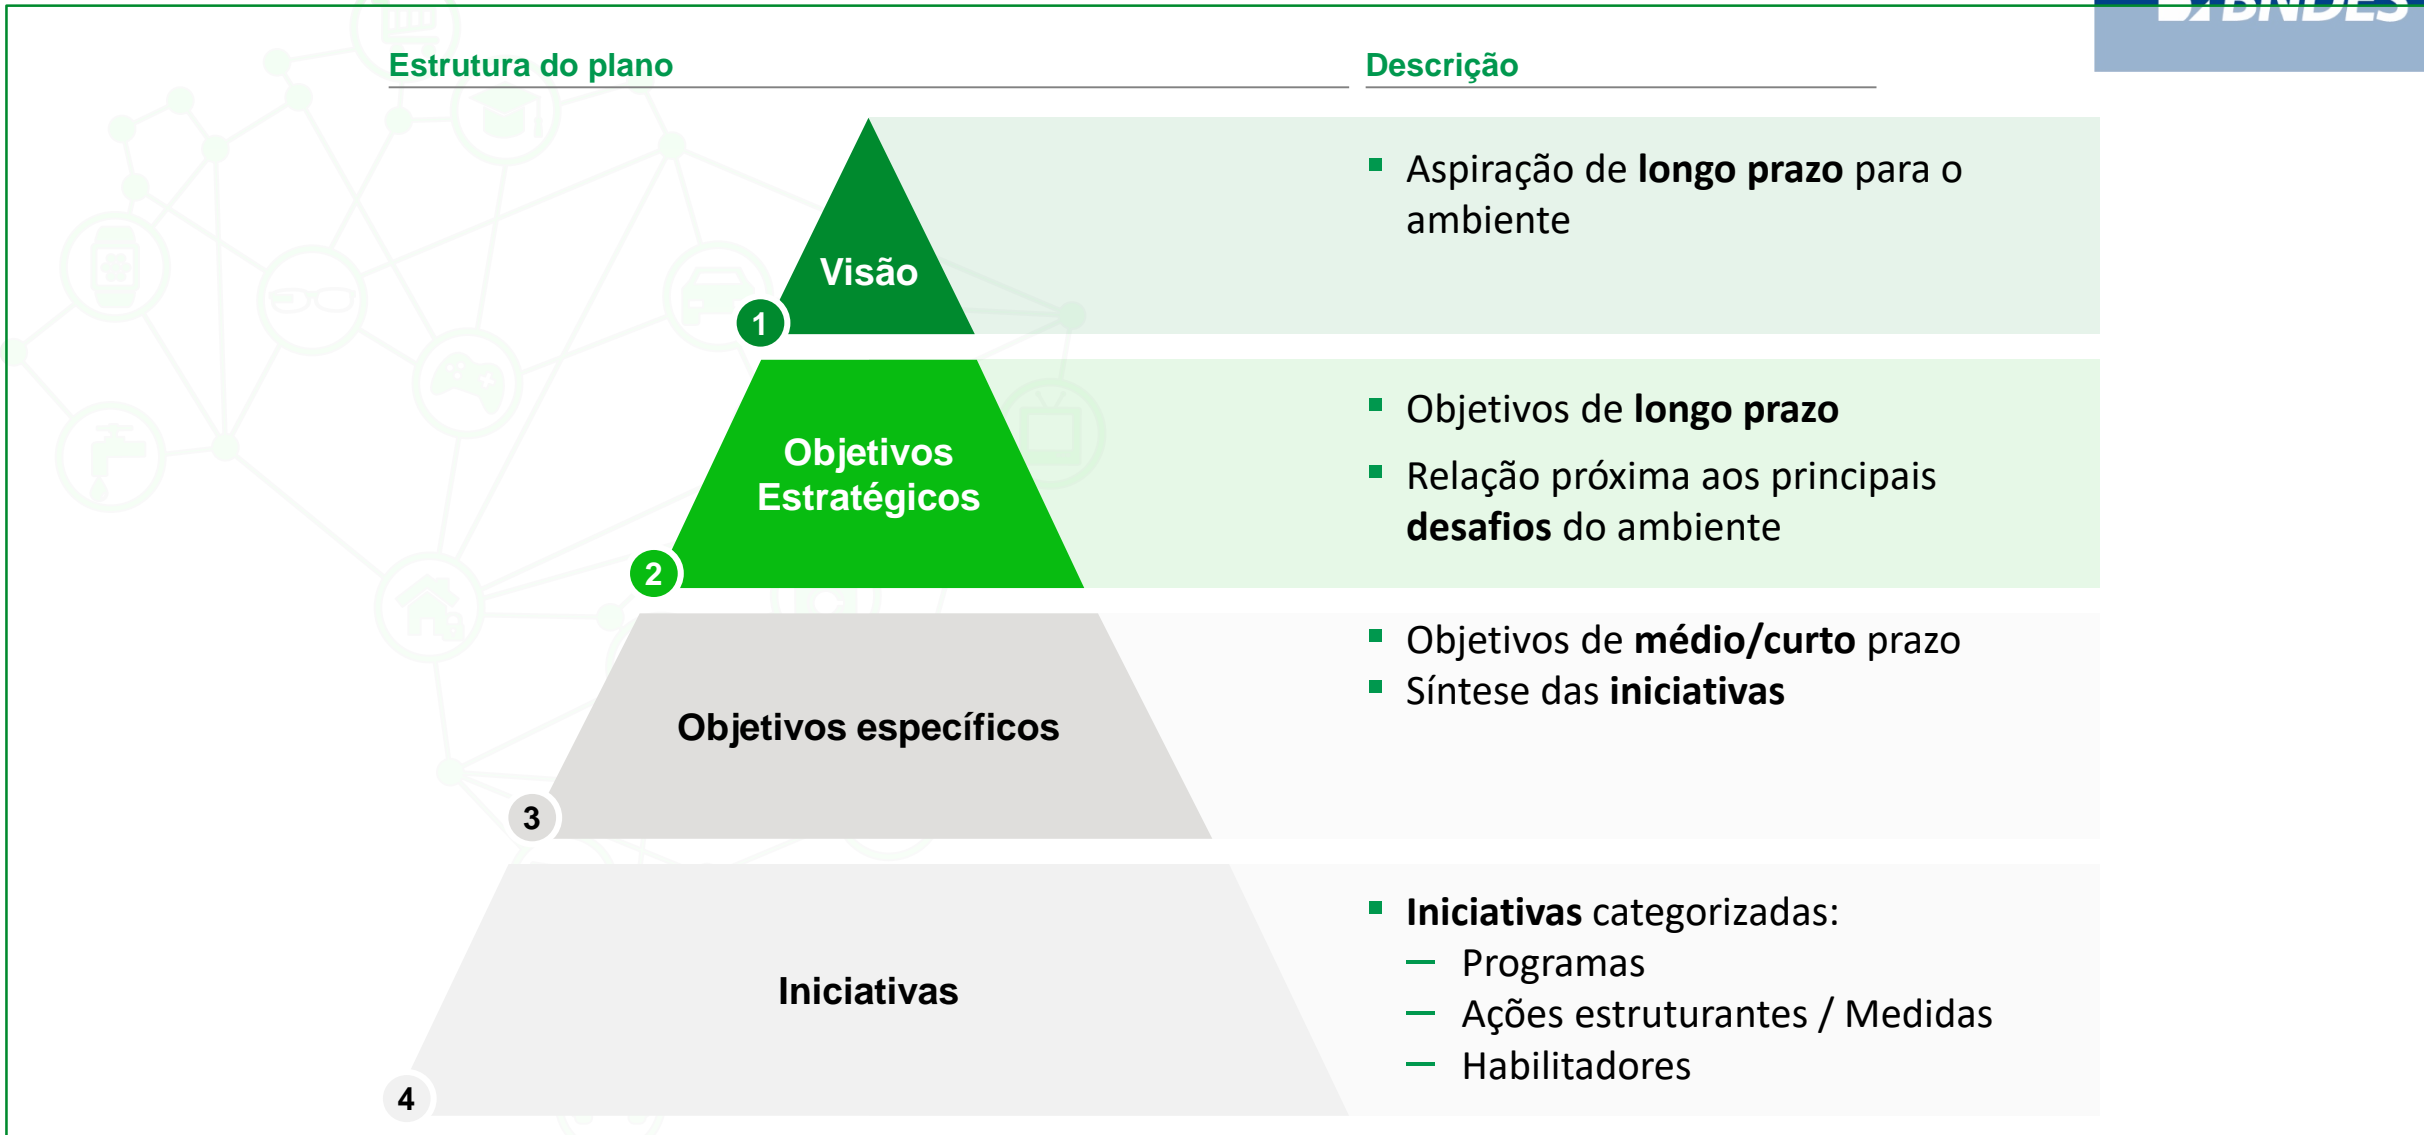 BNDES
Estrutura do plano
Descrição
Visão
1
Aspiração de longo prazo para o
ambiente
Objetivos
Estratégicos
2
Objetivos de longo prazo
Relação próxima aos principais
desafios do ambiente
Objetivos específicos
3
Objetivos de médio/curto prazo
Síntese das iniciativas
Iniciativas
4
Iniciativas categorizadas:
Programas
Ações estruturantes / Medidas
Habilitadores